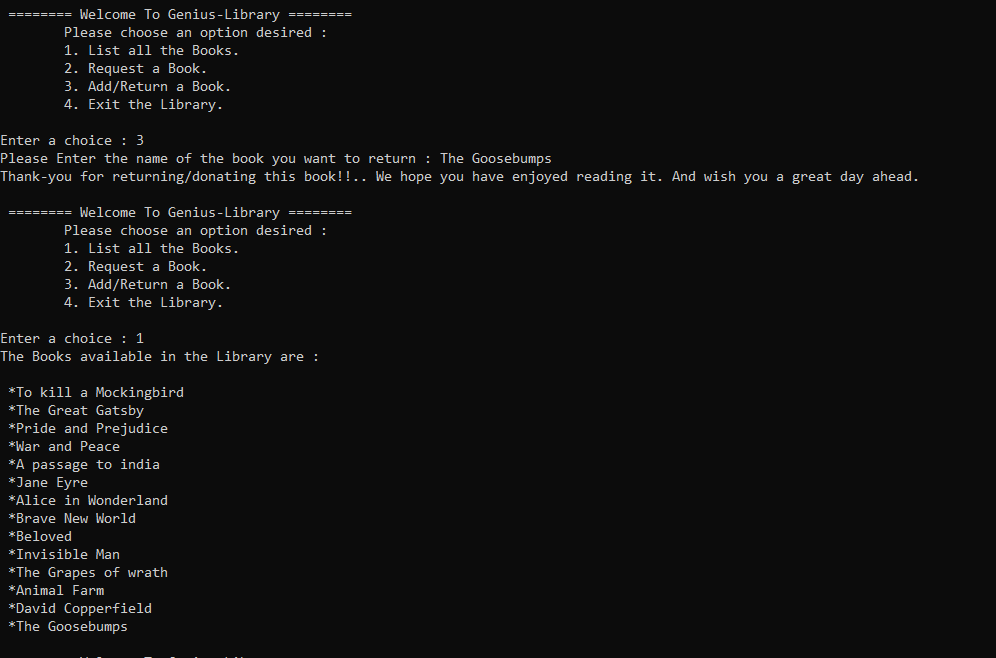 ======== Welcome To Genius-Library ========
Please choose an option desired :
1. List all the Books.
2. Request a Book.
3. Add/Return a Book.
4. Exit the Library.
Enter a choice : 3
Please Enter the name of the book you want to return : The Goosebumps
Thank-you for returning/donating this book!!.. We hope you have enjoyed reading it. And wish you a great day ahead.
======== Welcome To Genius-Library ========
Please choose an option desired :
1. List all the Books.
2. Request a Book.
3. Add/Return a Book.
4. Exit the Library.
Enter a choice : 1
The Books available in the Library are :
*To kill a Mockingbird
*The Great Gatsby
*Pride and Prejudice
*War and Peace
*A passage to india
*Jane Eyre
*Alice in Wonderland
*Brave New World
*Beloved
*Invisible Man
*The Grapes of wrath
*Animal Farm
*David Copperfield
*The Goosebumps